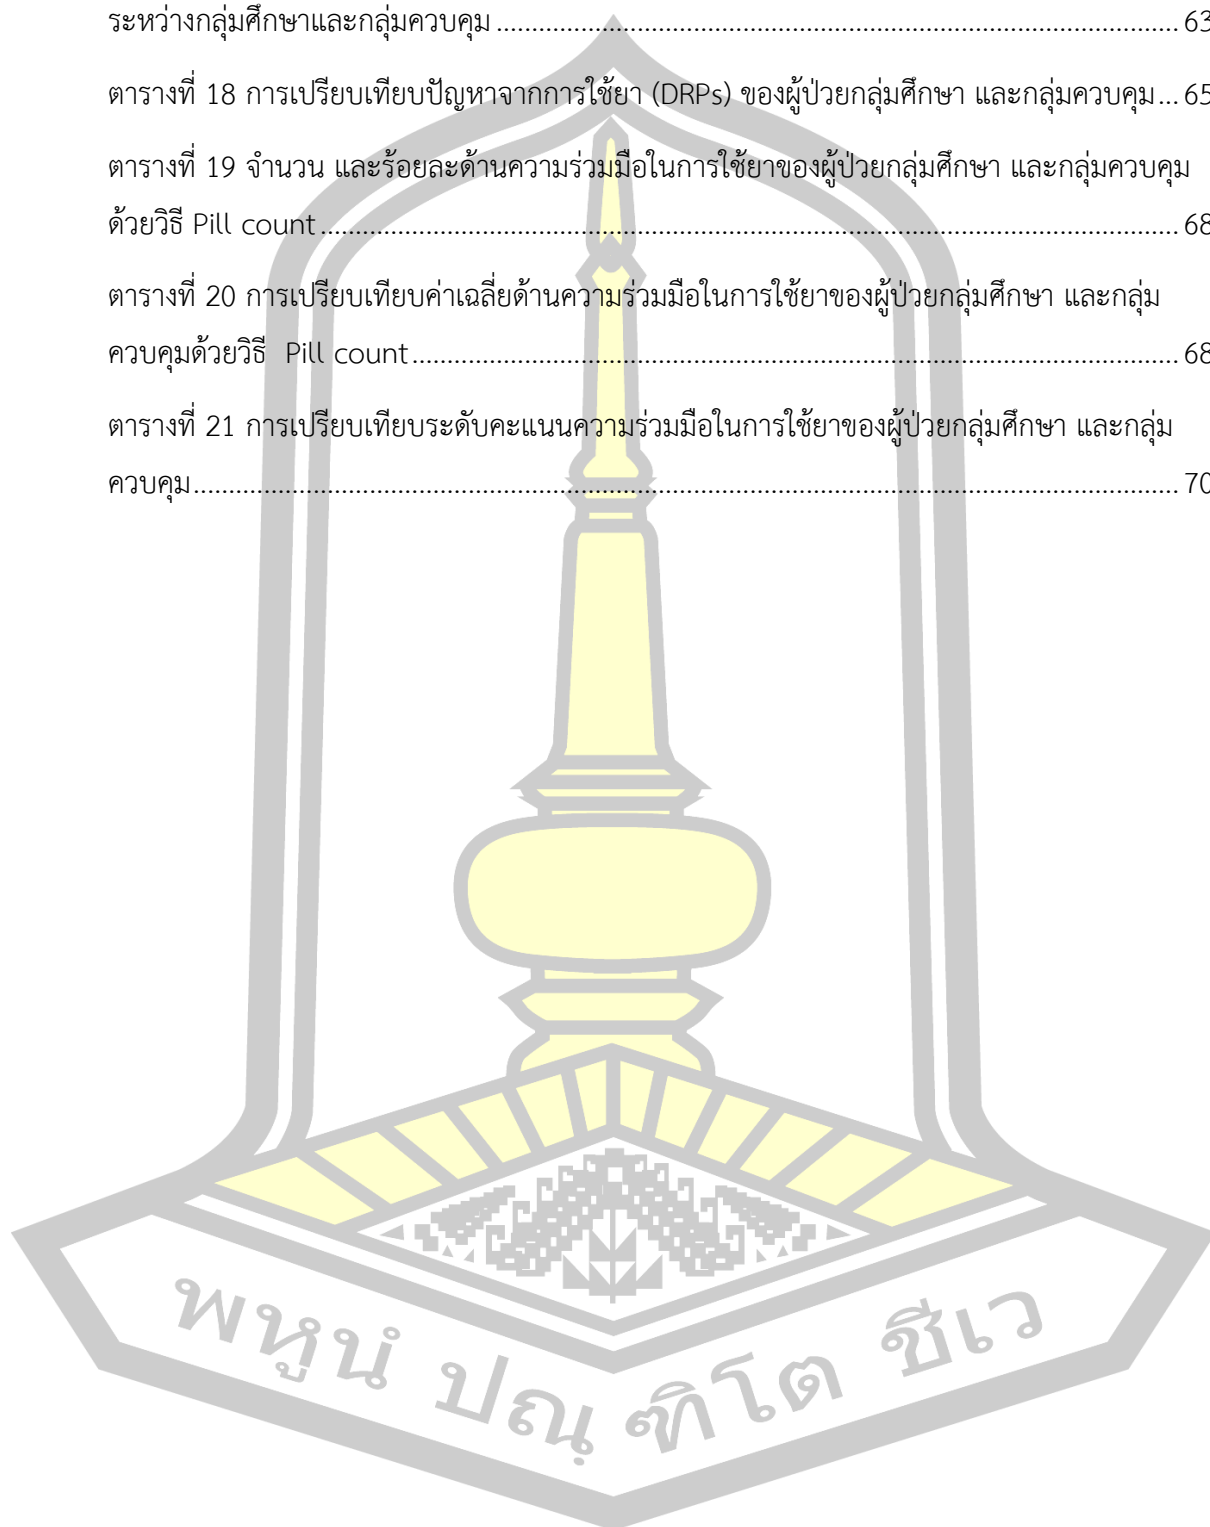 ระหว่างกลุ่มศึกษาและกลุ่มควบคุม ........................................................................................................ 63
ตารางที่ 18 การเปรียบเทียบปัญหาจากการใช้ยา (DRPs) ของผู้ป่วยกลุ่มศึกษา และกลุ่มควบคุม ... 65
ตารางที่ 19 จำนวน และร้อยละด้านความร่วมมือในการใช้ยาของผู้ป่วยกลุ่มศึกษา และกลุ่มควบคุม
ด้วยวิธี Pill count ................................................................................................................................... 68
ตารางที่ 20 การเปรียบเทียบค่าเฉลี่ยด้านความร่วมมือในการใช้ยาของผู้ป่วยกลุ่มศึกษา และกลุ่ม
ควบคุมด้วยวิธี  Pill count ..................................................................................................................... 68
ตารางที่ 21 การเปรียบเทียบระดับคะแนนความร่วมมือในการใช้ยาของผู้ป่วยกลุ่มศึกษา และกลุ่ม
ควบคุม ...................................................................................................................................................... 70
พหูนํ ปณฺฑิโต ชีเว